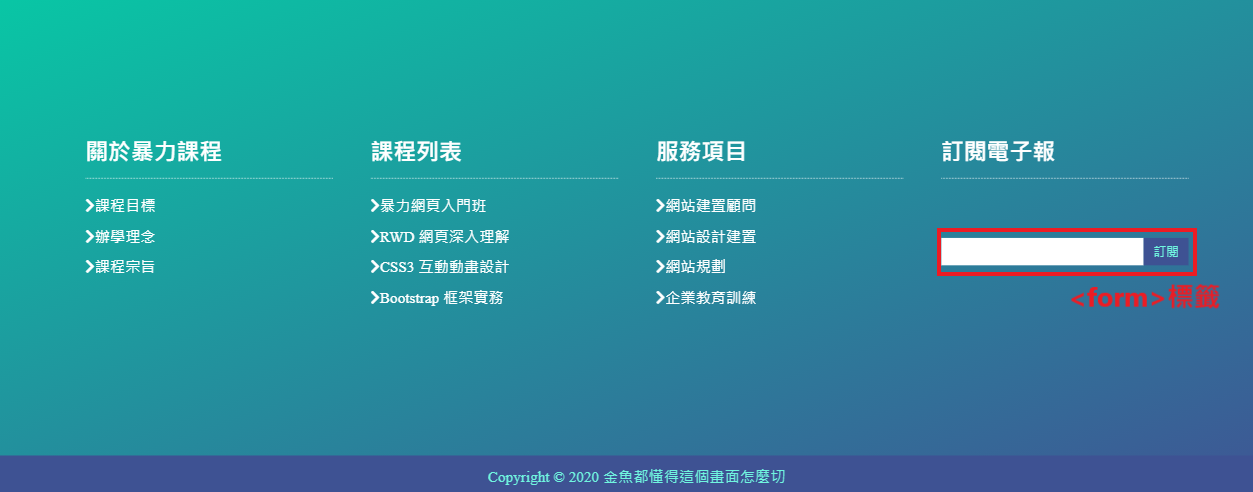 關於暴力課程
課程目標
辦學理念
課程宗旨
課程列表
暴力網頁入門班
RWD 網頁深入理解
CSS3 互動動畫設計
Bootstrap 框架實務
服務項目
網站建置顧問
網站設計建置
網站規劃
企業教育訓練
訂閱電子報
訂閱
<form>標籤
Copyright © 2020 金魚都懂得這個畫面怎麼切